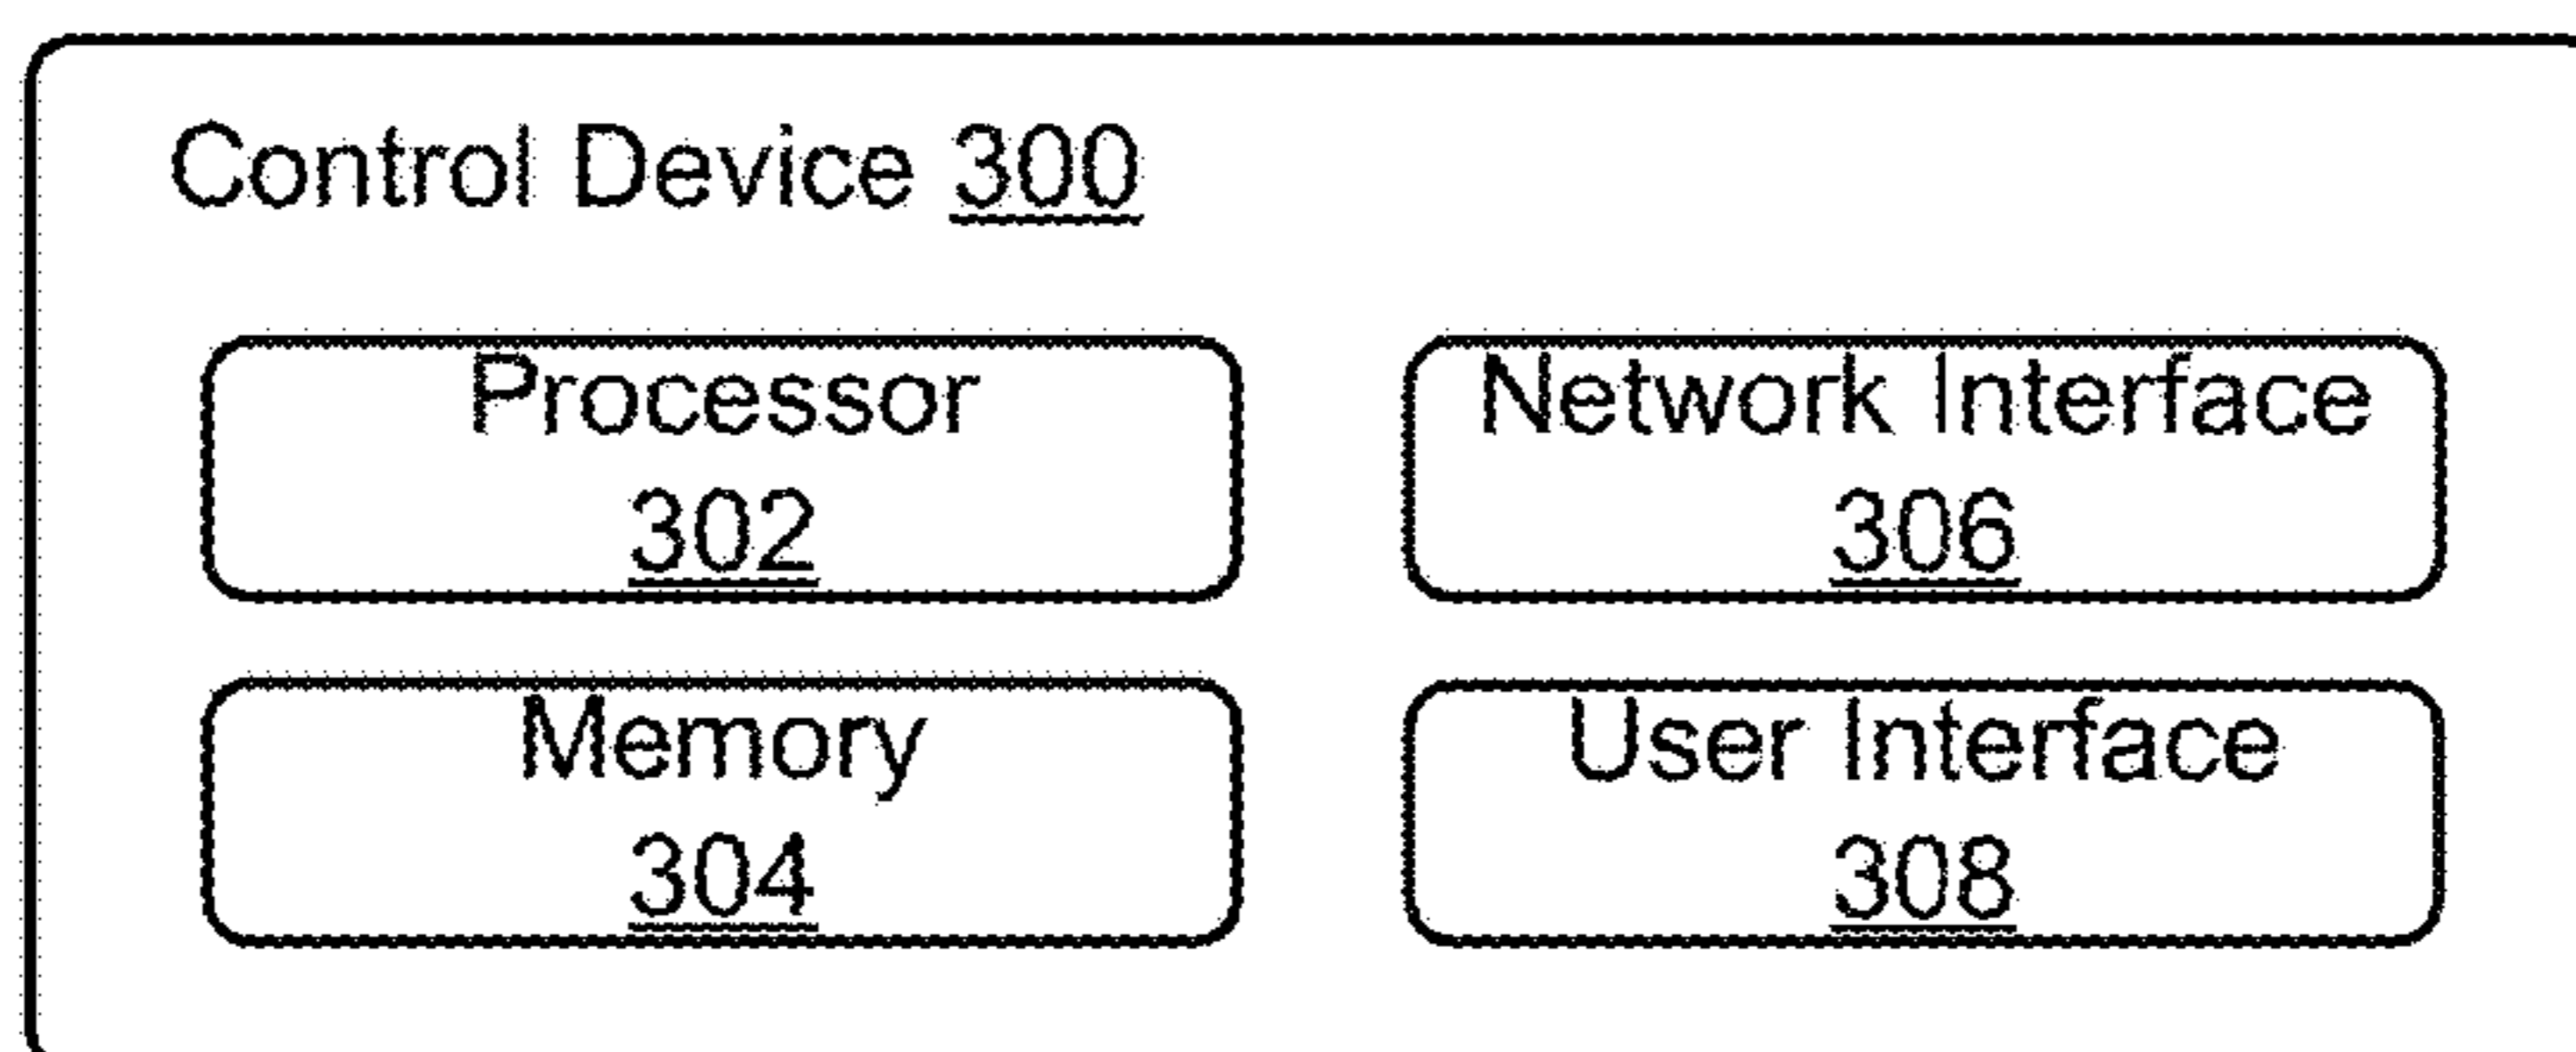 Control Device 300
Processor
302
Network Interface
306
Memory
304
User Interface
308